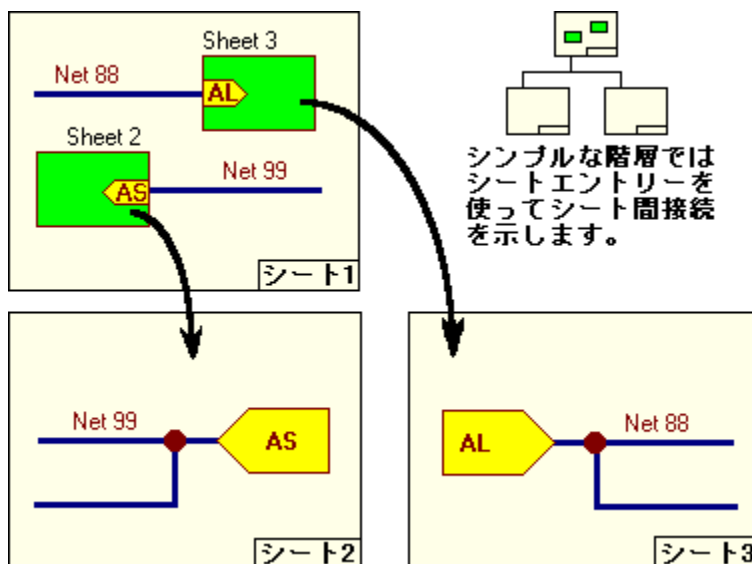 Sheet 3
Net 88
AL
Sheet 2
Net 99
AS
シート1
シンプルな階層では
シートエントリーを
使ってシート間接続
を示します。
Net 99
AS
シート2
AL
Net 88
シート3